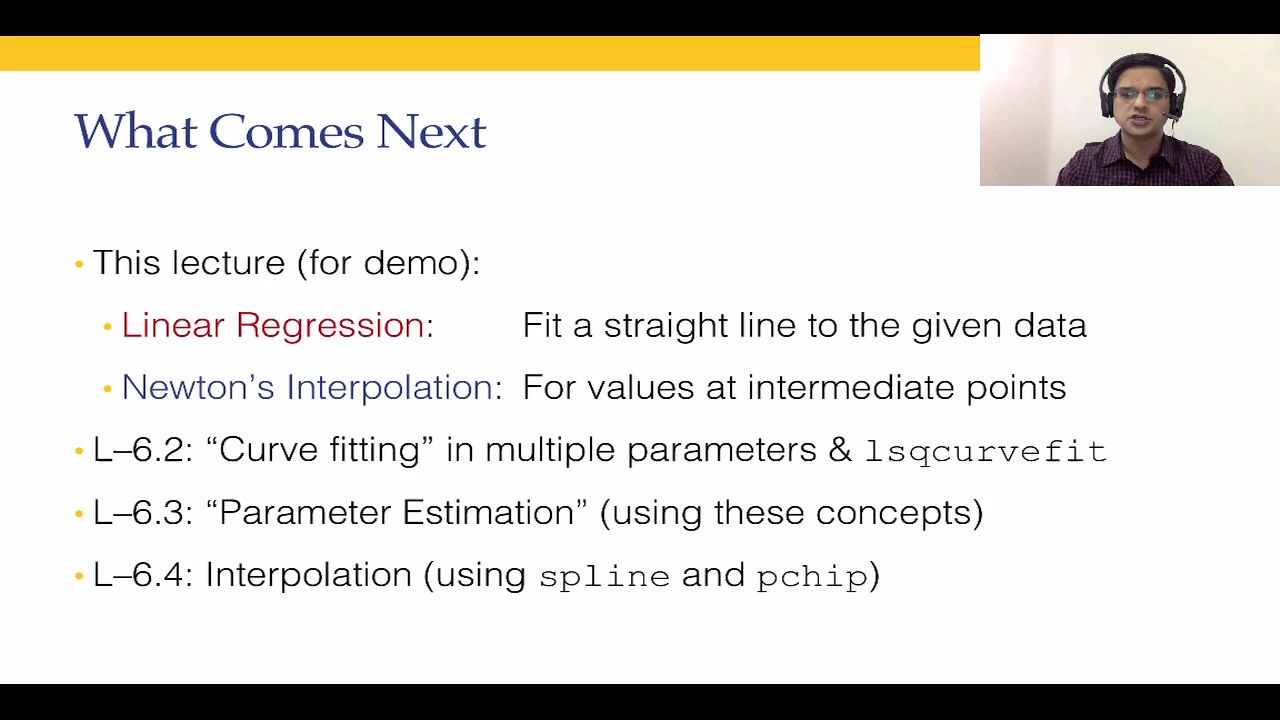 What Comes Next
• This lecture (for demo):
• Linear Regression: Fit a straight line to the given data
• Newton’s Interpolation: For values at intermediate points
• L–6.2: “Curve fitting” in multiple parameters & lsqcurvefit
• L–6.3: “Parameter Estimation” (using these concepts)
• L–6.4: Interpolation (using spline and pchip)